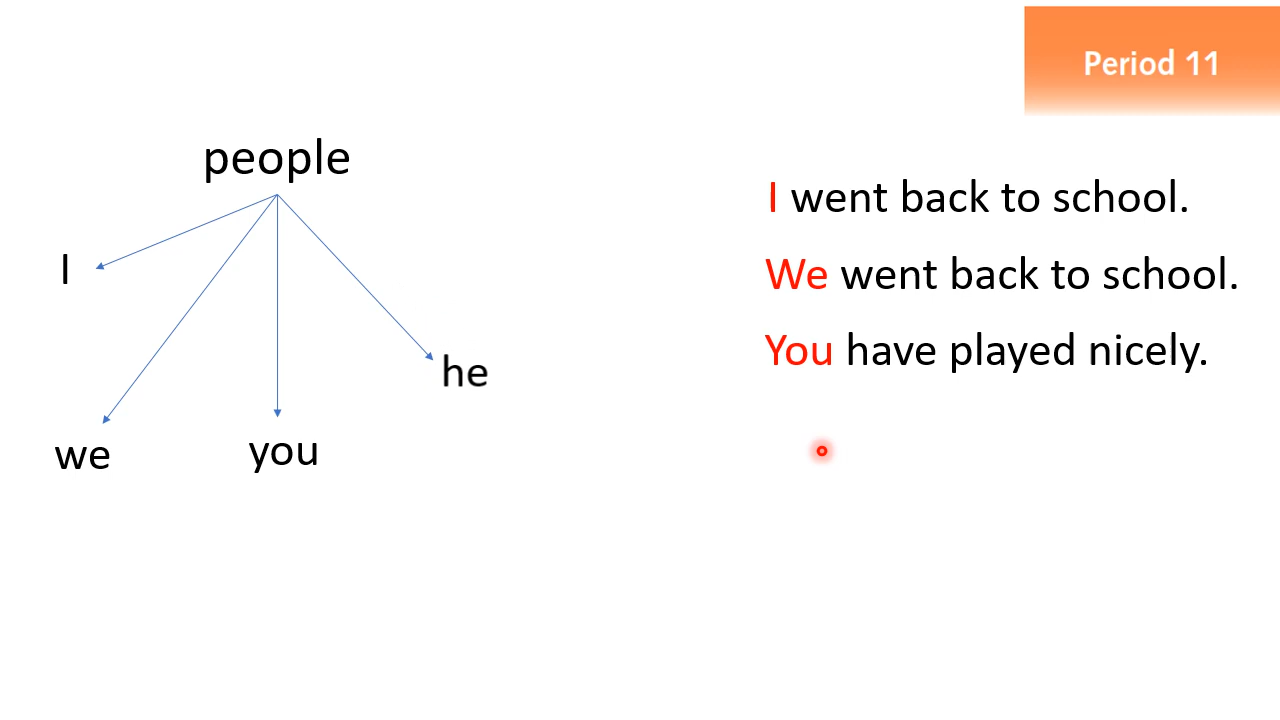 Period 11
people
I
he
we
you
I went back to school.
We went back to school.
You have played nicely.